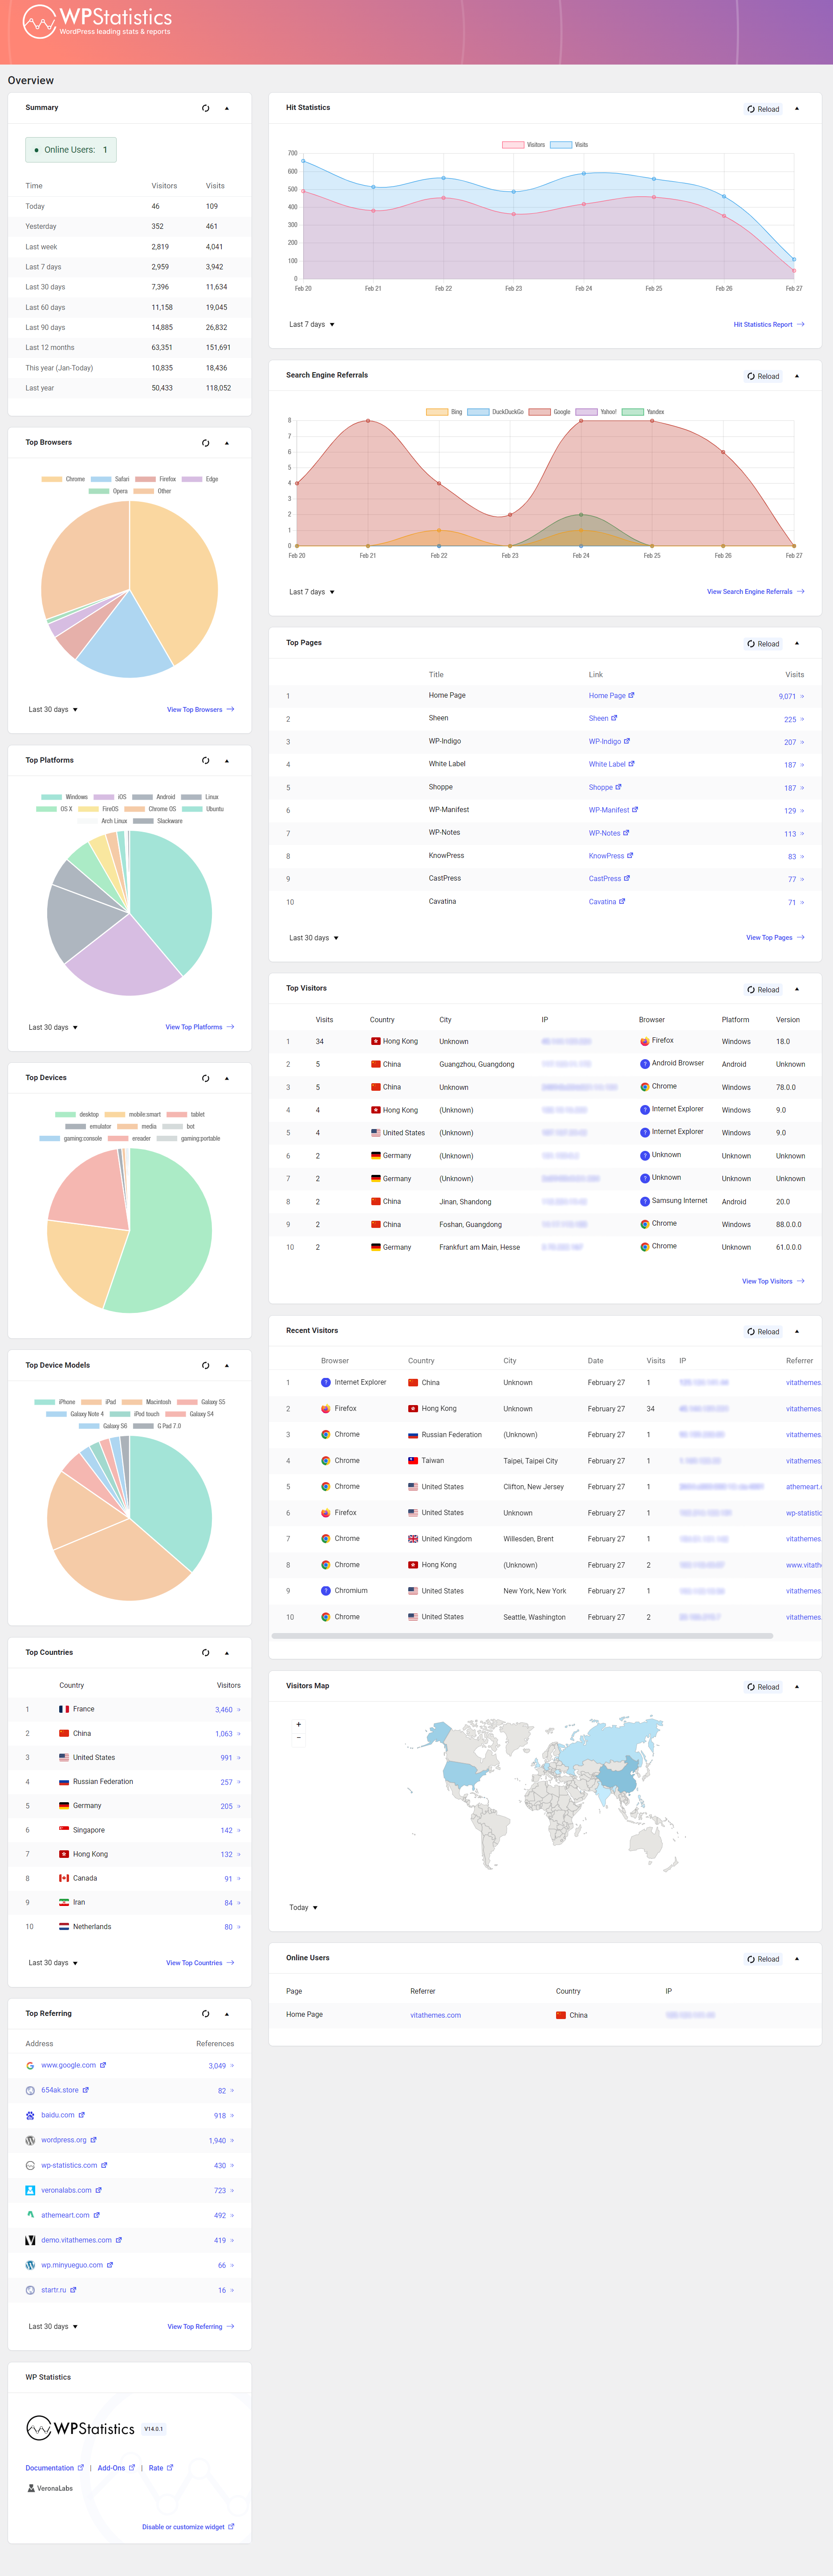 WPStatistics
WordPress leading stats & reports
Overview
Summary
Online Users: 1
Time Visitors Visits
Today 46 109
Yesterday 352 461
Last week 2,819 4,041
Last 7 days 2,959 3,942
Last 30 days 7,396 11,634
Last 60 days 11,158 19,045
Last 90 days 14,885 26,832
Last 12 months 63,351 151,691
This year (Jan-Today) 10,835 18,436
Last year 50,433 118,052
Top Browsers
Chrome Safari Firefox Edge
Opera Other
Last 30 days View Top Browsers
Top Platforms
Windows iOS Android Linux
OS X FireOS Chrome OS Ubuntu
Arch Linux Slackware
Last 30 days View Top Platforms
Top Devices
desktop mobile:smart tablet
emulator media bot
gaming:console ereader gaming:portable
Top Device Models
iPhone iPad Macintosh Galaxy S5
Galaxy Note 4 iPod touch Galaxy S4
Galaxy S6 G Pad 7.0
Top Countries
Country Visitors
1 France 3,460 »
2 China 1,063 »
3 United States 991 »
4 Russian Federation 257 »
5 Germany 205 »
6 Singapore 142 »
7 Hong Kong 132 »
8 Canada 91 »
9 Iran 84 »
10 Netherlands 80 »
Last 30 days View Top Countries
Top Referring
Address References
www.google.com 3,049 »
654ak.store 82 »
baidu.com 918 »
wordpress.org 1,940 »
wp-statistics.com 430 »
veronalabs.com 723 »
athemeart.com 492 »
demo.vitathemes.com 419 »
wp.minyueguo.com 66 »
startr.ru 16 »
Last 30 days View Top Referring
WP Statistics
WPStatistics V14.0.1
Documentation | Add-Ons | Rate
VeronaLabs
Disable or customize widget
Hit Statistics Reload
Visitors Visits
700
600
500
400
300
200
100
0
Feb 20 Feb 21 Feb 22 Feb 23 Feb 24 Feb 25 Feb 26 Feb 27
Last 7 days Hit Statistics Report
Search Engine Referrals Reload
Bing DuckDuckGo Google Yahoo! Yandex
8
7
6
5
4
3
2
1
0
Feb 20 Feb 21 Feb 22 Feb 23 Feb 24 Feb 25 Feb 26 Feb 27
Last 7 days View Search Engine Referrals
Top Pages Reload
Title Link Visits
1 Home Page Home Page 9,071 »
2 Sheen Sheen 225 »
3 WP-Indigo WP-Indigo 207 »
4 White Label White Label 187 »
5 Shoppe Shoppe 187 »
6 WP-Manifest WP-Manifest 129 »
7 WP-Notes WP-Notes 113 »
8 KnowPress KnowPress 83 »
9 CastPress CastPress 77 »
10 Cavatina Cavatina 71 »
Last 30 days View Top Pages
Top Visitors Reload
Visits Country City IP Browser Platform Version
1 34 Hong Kong Unknown Firefox Windows 18.0
2 5 China Guangzhou, Guangdong Android Browser Android Unknown
3 5 China Unknown Chrome Windows 78.0.0
4 4 Hong Kong (Unknown) Internet Explorer Windows 9.0
5 4 United States (Unknown) Internet Explorer Windows 9.0
6 2 Germany (Unknown) Unknown Unknown Unknown
7 2 Germany (Unknown) Unknown Unknown Unknown
8 2 China Jinan, Shandong Samsung Internet Android 20.0
9 2 China Foshan, Guangdong Chrome Windows 88.0.0.0
10 2 Germany Frankfurt am Main, Hesse Chrome Unknown 61.0.0.0
View Top Visitors
Recent Visitors Reload
Browser Country City Date Visits IP Referrer
1 Internet Explorer China Unknown February 27 1 vitathemes.
2 Firefox Hong Kong Unknown February 27 34 vitathemes.
3 Chrome Russian Federation (Unknown) February 27 1 vitathemes.
4 Chrome Taiwan Taipei, Taipei City February 27 1 vitathemes.
5 Chrome United States Clifton, New Jersey February 27 1 athemeart.c
6 Firefox United States Unknown February 27 1 wp-statistic
7 Chrome United Kingdom Willesden, Brent February 27 1 vitathemes.
8 Chrome Hong Kong (Unknown) February 27 2 www.vitath
9 Chromium United States New York, New York February 27 1 vitathemes.
10 Chrome United States Seattle, Washington February 27 2 vitathemes.
Visitors Map Reload
+
−
Today
Online Users Reload
Page Referrer Country IP
Home Page vitathemes.com China